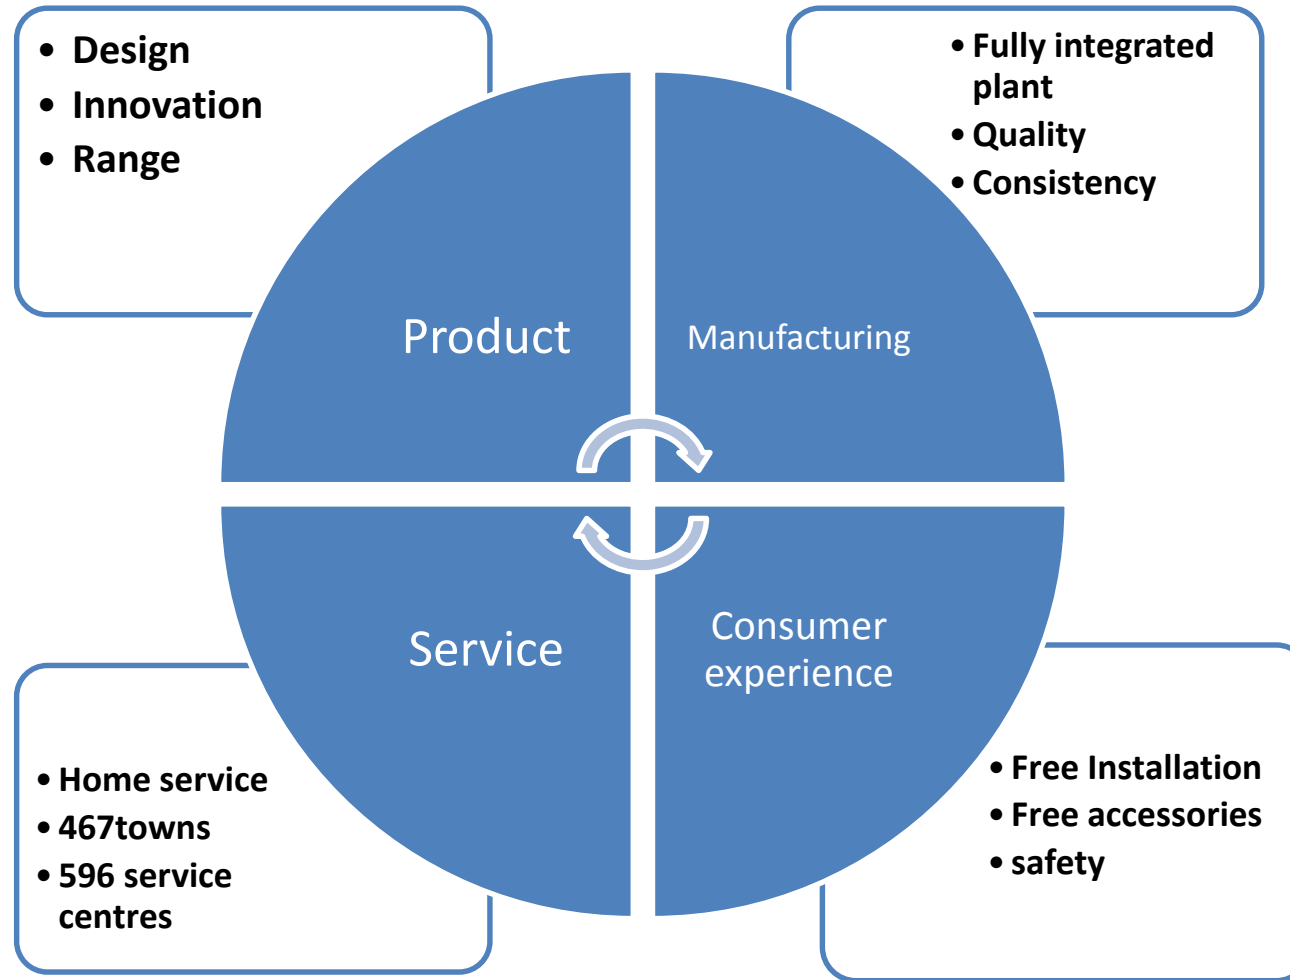 • Design
• Innovation
• Range
• Fully integrated
plant
• Quality
• Consistency
Product
Manufacturing
Service
Consumer
experience
• Home service
• 467towns
• 596 service
centres
• Free Installation
• Free accessories
• safety